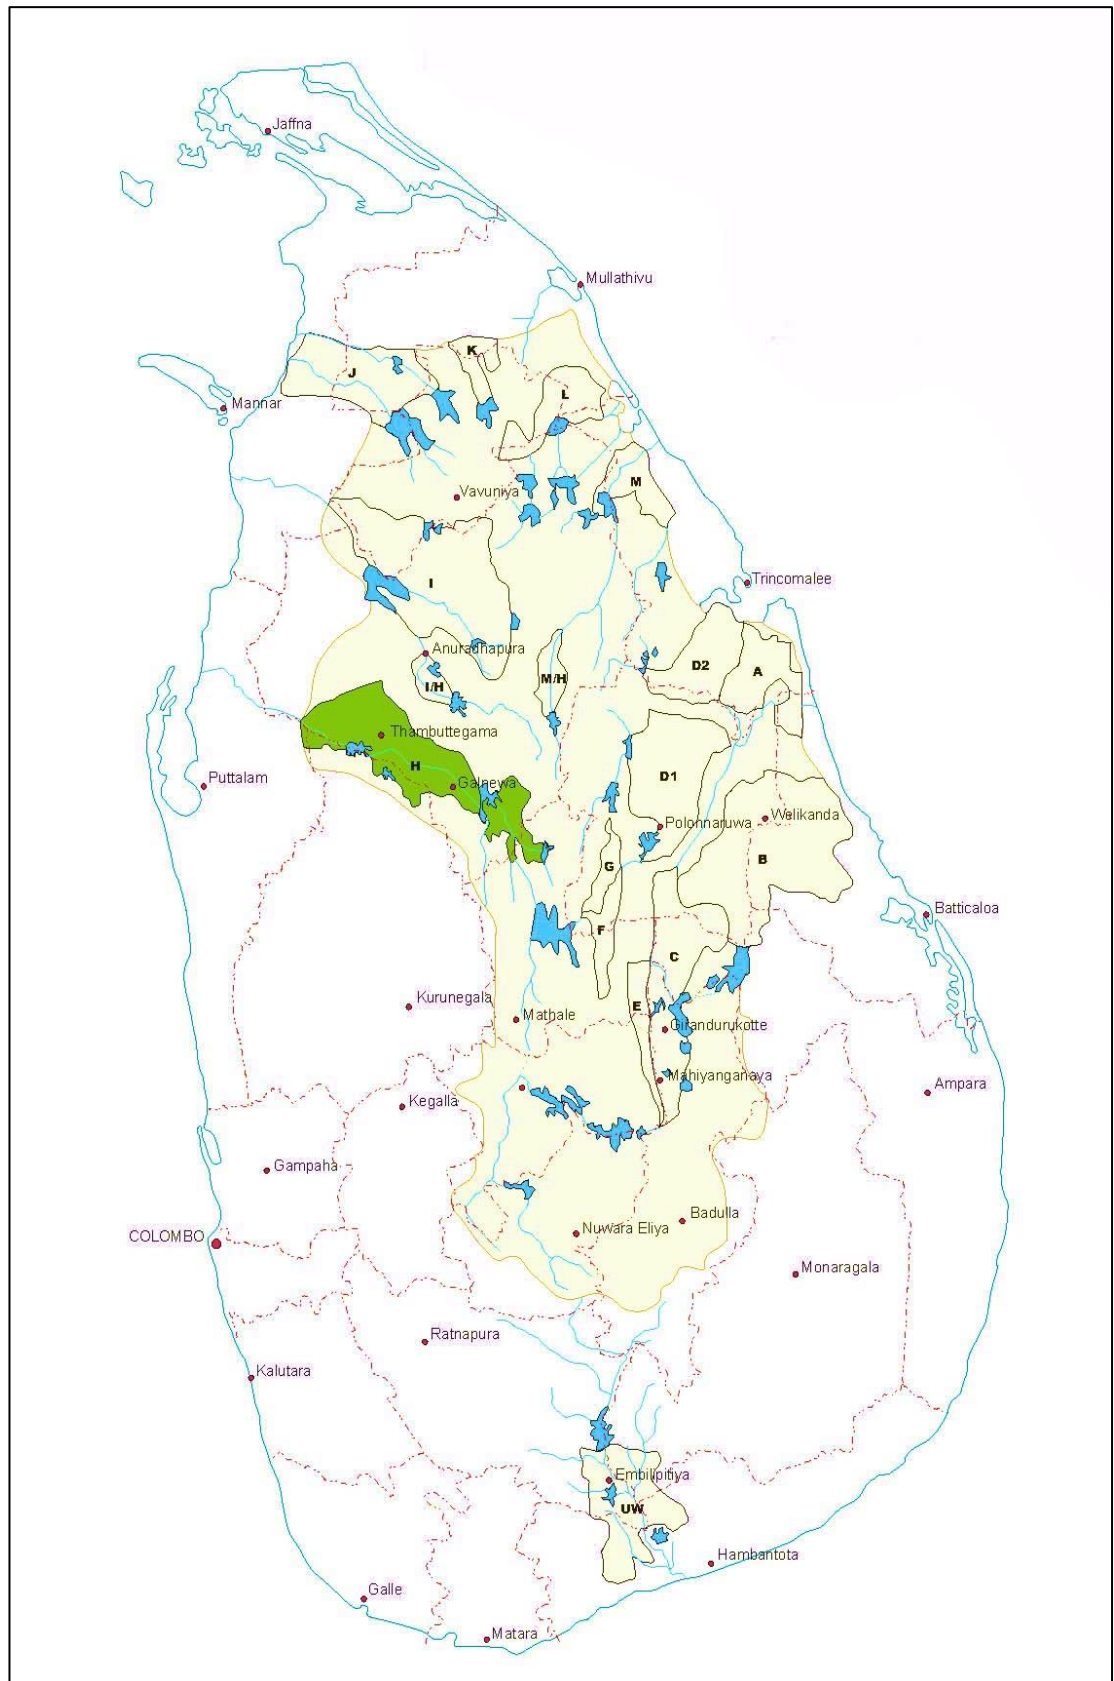 Jaffna
Mullathivu
K
J
L
Mannar
M
Vavuniya
Trincomalee
I
Anuradhapura
D2
A
M/H
I/H
Thambuttegama
H
D1
Puttalam
Galnewa
Polonnaruwa
Welikanda
B
G
Batticaloa
F
C
Kurunegala
E
Mathale
Girandurukotte
Mahiyanganaya
Ampara
Kegalla
Gampaha
Badulla
Nuwara Eliya
COLOMBO
Monaragala
Ratnapura
Kalutara
Embilipitiya
UW
Hambantota
Galle
Matara